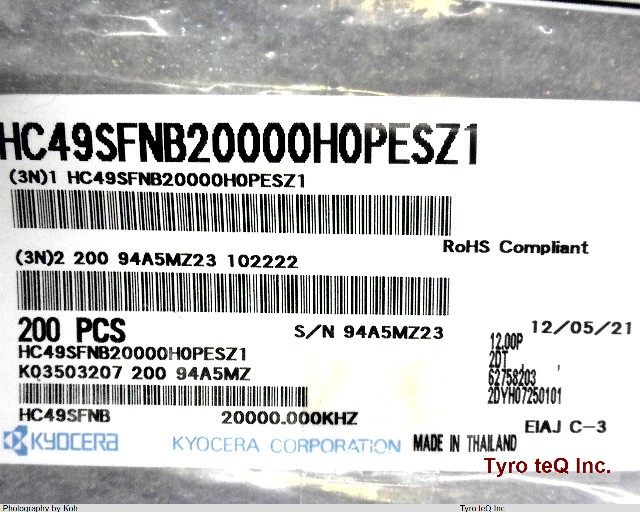 HC49SFNB20000H0PESZ1
(3N)1 HC49SFNB20000H0PESZ1
RoHS Compliant
(3N)2 200 94A5MZ23 102222
200 PCS
S/N 94A5MZ23
12/05/21
HC49SFNB20000H0PESZ1
12.00P
K03503207 200 94A5MZ
2DT , ,
62758203
2DYH07250101
HC49SFNB 20000.000KHZ
EIAJ C-3
KYOCERA KYOCERA CORPORATION MADE IN THAILAND
Tyro teQ Inc.
Photography by Koh Tyro teQ Inc